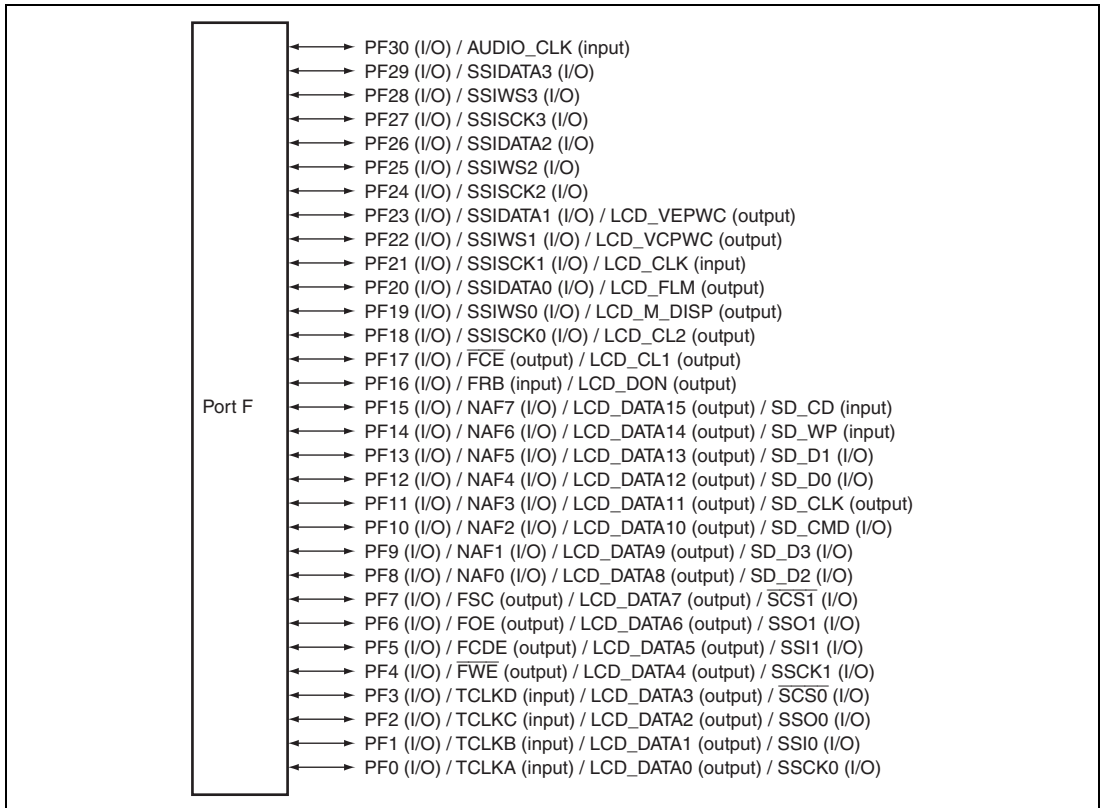 PF30 (I/O) / AUDIO_CLK (input)
PF29 (I/O) / SSIDATA3 (I/O)
PF28 (I/O) / SSIWS3 (I/O)
PF27 (I/O) / SSISCK3 (I/O)
PF26 (I/O) / SSIDATA2 (I/O)
PF25 (I/O) / SSIWS2 (I/O)
PF24 (I/O) / SSISCK2 (I/O)
PF23 (I/O) / SSIDATA1 (I/O) / LCD_VEPWC (output)
PF22 (I/O) / SSIWS1 (I/O) / LCD_VCPWC (output)
PF21 (I/O) / SSISCK1 (I/O) / LCD_CLK (input)
PF20 (I/O) / SSIDATA0 (I/O) / LCD_FLM (output)
PF19 (I/O) / SSIWS0 (I/O) / LCD_M_DISP (output)
PF18 (I/O) / SSISCK0 (I/O) / LCD_CL2 (output)
PF17 (I/O) / F̅C̅E̅ (output) / LCD_CL1 (output)
PF16 (I/O) / FRB (input) / LCD_DON (output)
Port F
PF15 (I/O) / NAF7 (I/O) / LCD_DATA15 (output) / SD_CD (input)
PF14 (I/O) / NAF6 (I/O) / LCD_DATA14 (output) / SD_WP (input)
PF13 (I/O) / NAF5 (I/O) / LCD_DATA13 (output) / SD_D1 (I/O)
PF12 (I/O) / NAF4 (I/O) / LCD_DATA12 (output) / SD_D0 (I/O)
PF11 (I/O) / NAF3 (I/O) / LCD_DATA11 (output) / SD_CLK (output)
PF10 (I/O) / NAF2 (I/O) / LCD_DATA10 (output) / SD_CMD (I/O)
PF9 (I/O) / NAF1 (I/O) / LCD_DATA9 (output) / SD_D3 (I/O)
PF8 (I/O) / NAF0 (I/O) / LCD_DATA8 (output) / SD_D2 (I/O)
PF7 (I/O) / FSC (output) / LCD_DATA7 (output) / S̅C̅S̅1̅ (I/O)
PF6 (I/O) / FOE (output) / LCD_DATA6 (output) / SSO1 (I/O)
PF5 (I/O) / FCDE (output) / LCD_DATA5 (output) / SSI1 (I/O)
PF4 (I/O) / F̅W̅E̅ (output) / LCD_DATA4 (output) / SSCK1 (I/O)
PF3 (I/O) / TCLKD (input) / LCD_DATA3 (output) / S̅C̅S̅0̅ (I/O)
PF2 (I/O) / TCLKC (input) / LCD_DATA2 (output) / SSO0 (I/O)
PF1 (I/O) / TCLKB (input) / LCD_DATA1 (output) / SSI0 (I/O)
PF0 (I/O) / TCLKA (input) / LCD_DATA0 (output) / SSCK0 (I/O)